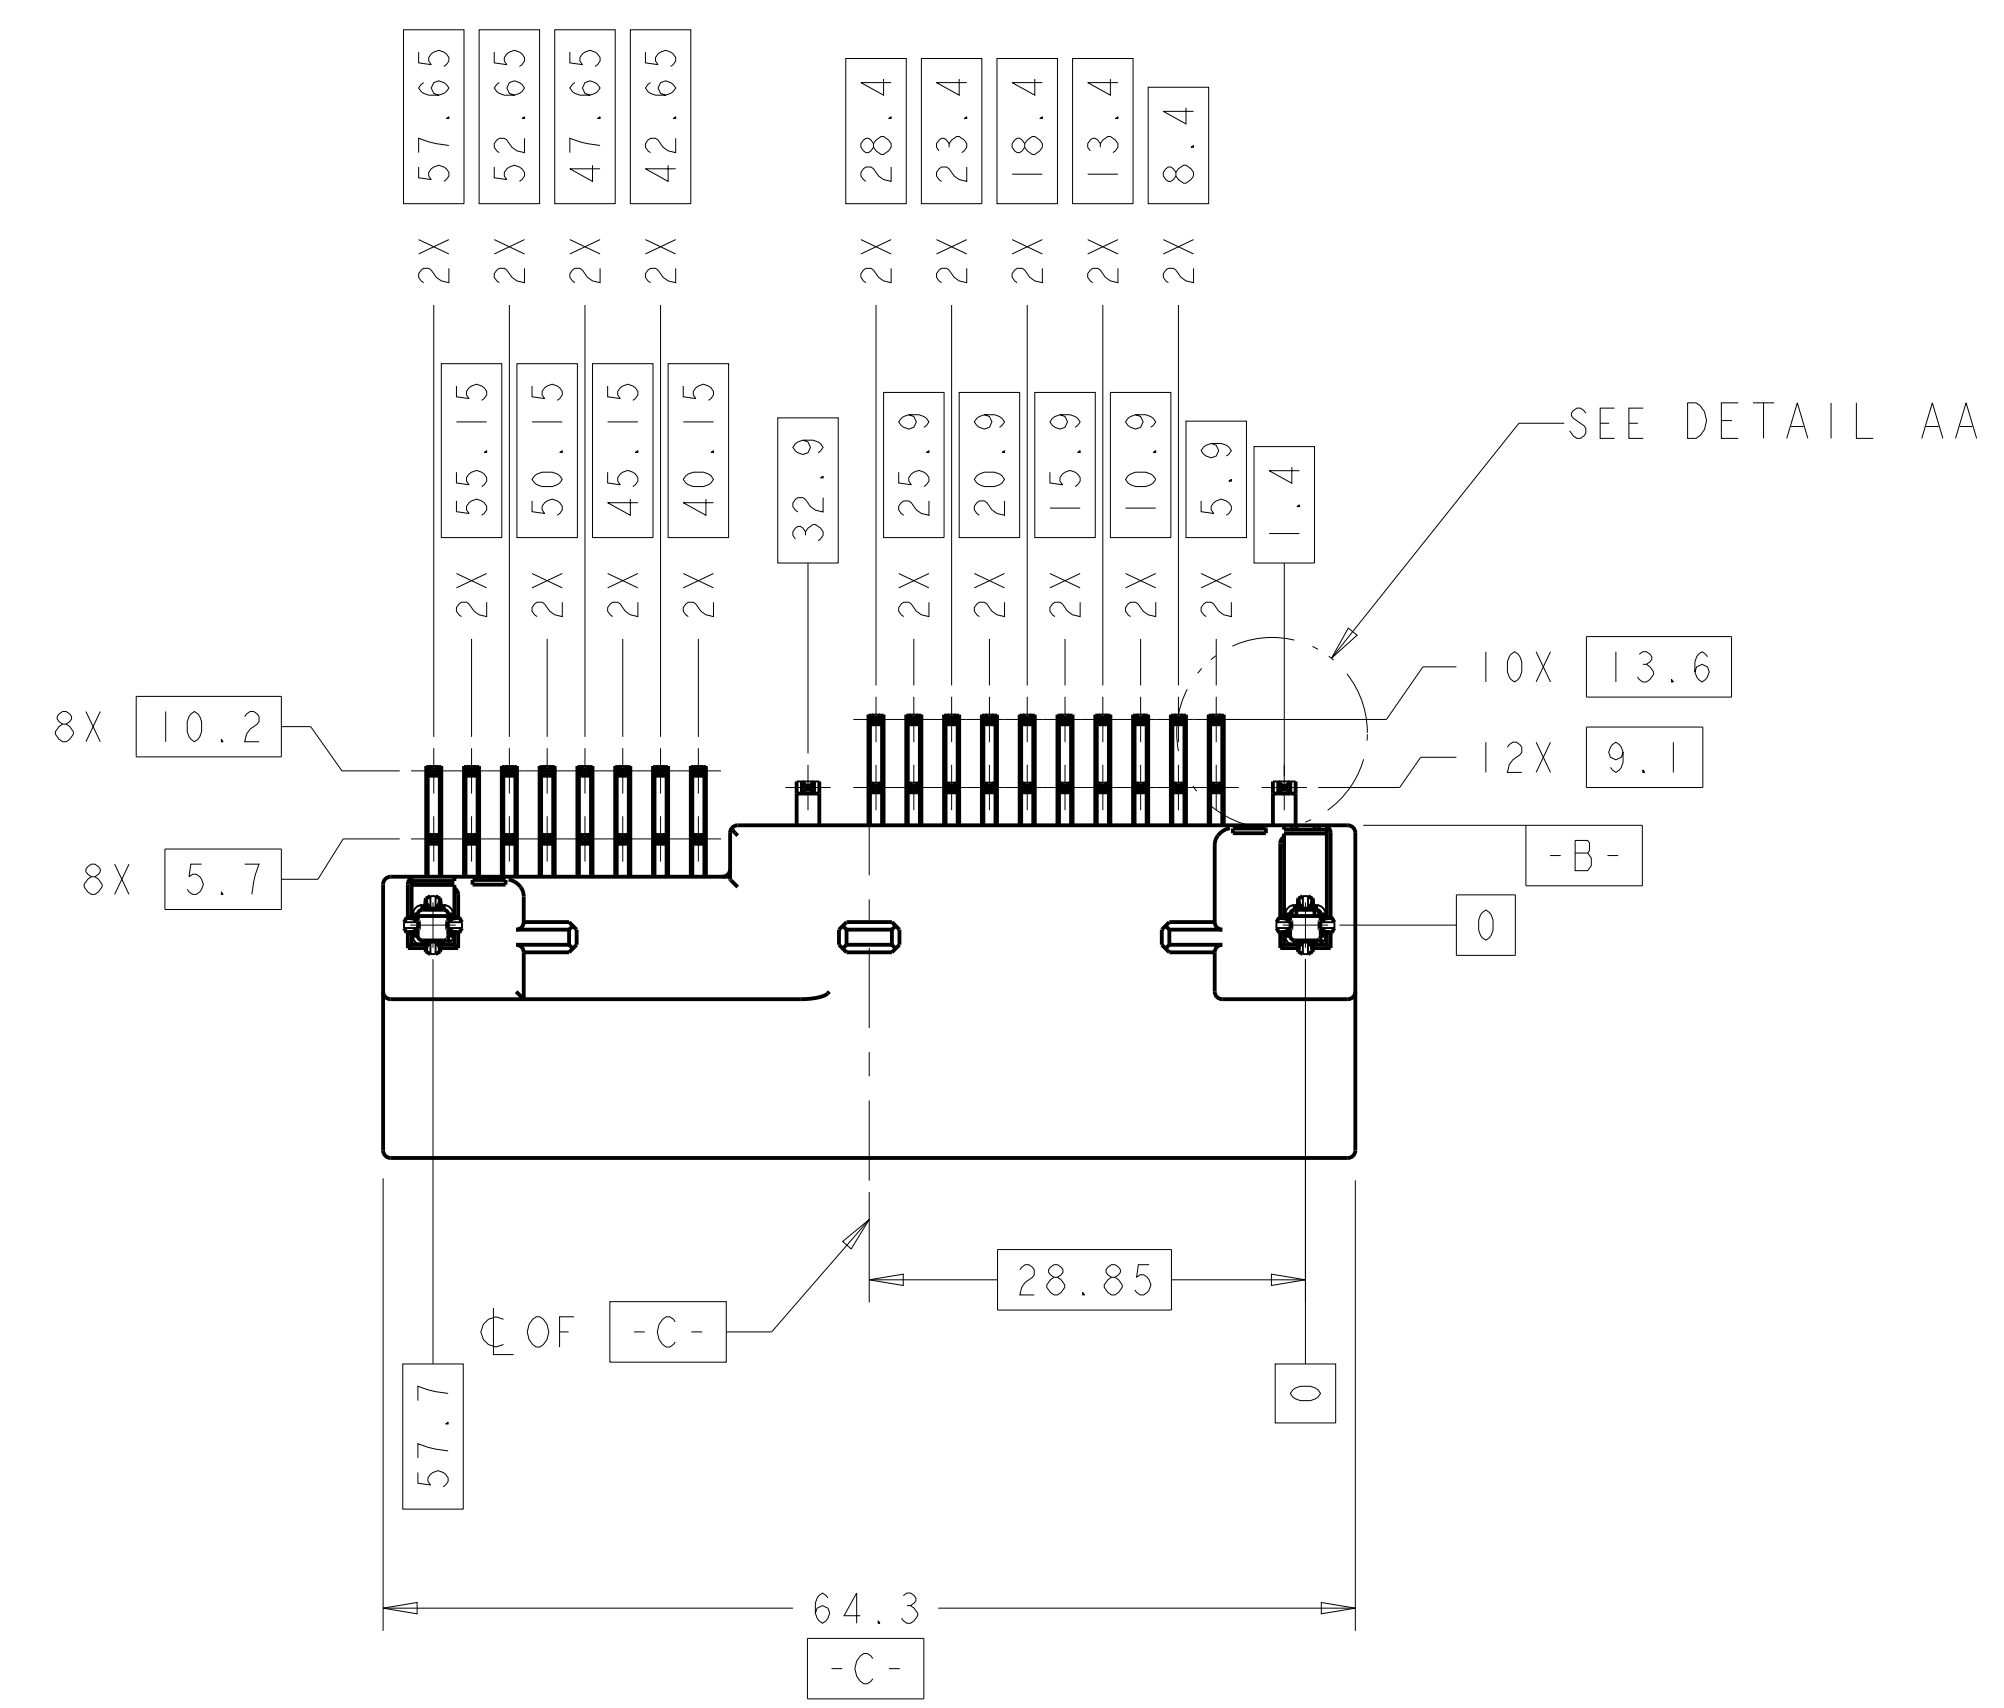 57.65 52.65 47.65 42.65 28.4 23.4 18.4 13.4 8.4
2X 2X 2X 2X 2X 2X 2X 2X 2X
55.15 50.15 45.15 40.15 32.9 25.9 20.9 15.9 10.9 5.9 1.4
SEE DETAIL AA
2X 2X 2X 2X 2X 2X 2X 2X 2X
10X 13.6
8X 10.2
12X 9.1
-B-
8X 5.7
0
28.85
℄ OF -C-
57.7
0
64.3
-C-